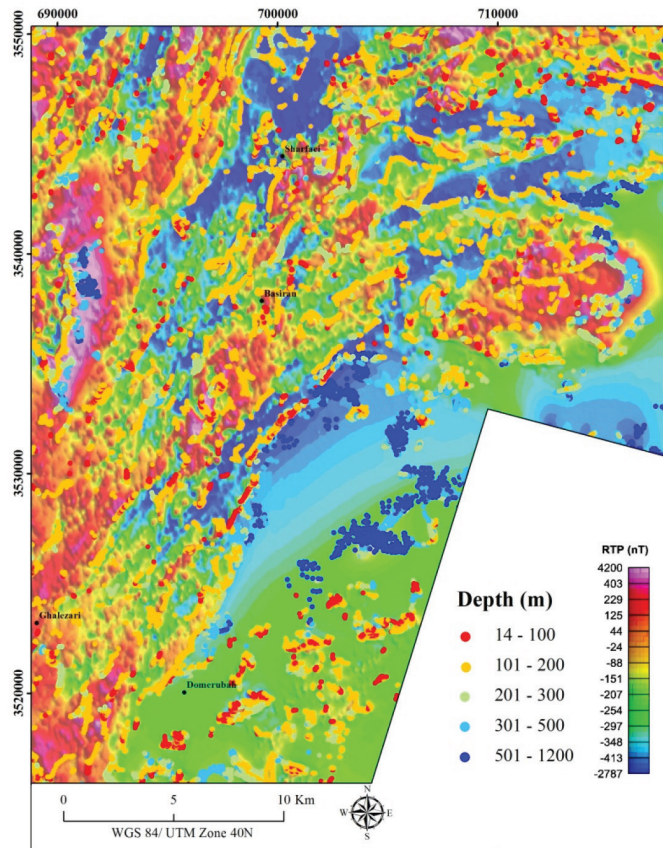 690000 700000 710000
3550000
3540000
3530000
3520000
Sharfaei
Basiran
Ghalezari
Domeruban
Depth (m)
14 - 100
101 - 200
201 - 300
301 - 500
501 - 1200
RTP (nT)
4200
403
229
125
44
-24
-88
-151
-207
-254
-297
-348
-413
-2787
0 5 10 Km
WGS 84/ UTM Zone 40N
N
W E
S